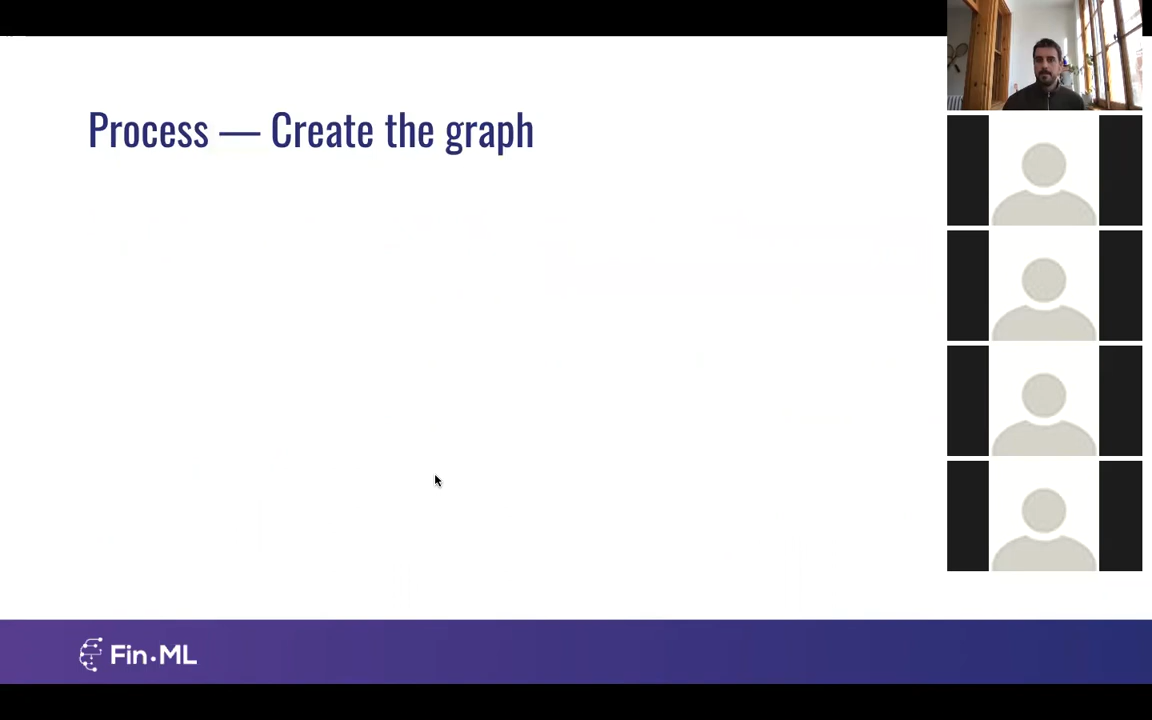 Process — Create the graph
Fin·ML